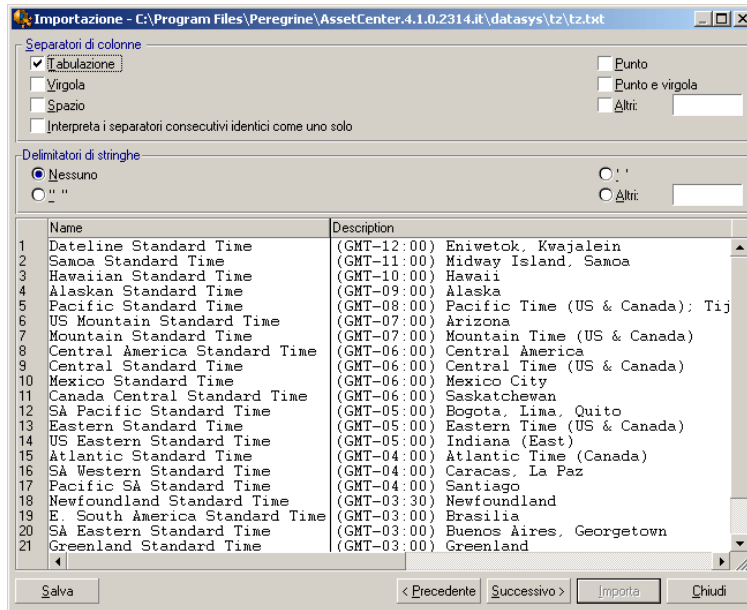 Importazione - C:\Program Files\Peregrine\AssetCenter.4.1.0.2314.it\datasys\tz\tz.txt
Separatori di colonne
Tabulazione
Punto
Virgola
Punto e virgola
Spazio
Altri:
Interpreta i separatori consecutivi identici come uno solo
Delimitatori di stringhe
Nessuno
' '
" "
Altri:
Name Description
1 Dateline Standard Time (GMT-12:00) Eniwetok, Kwajalein
2 Samoa Standard Time (GMT-11:00) Midway Island, Samoa
3 Hawaiian Standard Time (GMT-10:00) Hawaii
4 Alaskan Standard Time (GMT-09:00) Alaska
5 Pacific Standard Time (GMT-08:00) Pacific Time (US & Canada); Tij
6 US Mountain Standard Time (GMT-07:00) Arizona
7 Mountain Standard Time (GMT-07:00) Mountain Time (US & Canada)
8 Central America Standard Time (GMT-06:00) Central America
9 Central Standard Time (GMT-06:00) Central Time (US & Canada)
10 Mexico Standard Time (GMT-06:00) Mexico City
11 Canada Central Standard Time (GMT-06:00) Saskatchewan
12 SA Pacific Standard Time (GMT-05:00) Bogota, Lima, Quito
13 Eastern Standard Time (GMT-05:00) Eastern Time (US & Canada)
14 US Eastern Standard Time (GMT-05:00) Indiana (East)
15 Atlantic Standard Time (GMT-04:00) Atlantic Time (Canada)
16 SA Western Standard Time (GMT-04:00) Caracas, La Paz
17 Pacific SA Standard Time (GMT-04:00) Santiago
18 Newfoundland Standard Time (GMT-03:30) Newfoundland
19 E. South America Standard Time (GMT-03:00) Brasilia
20 SA Eastern Standard Time (GMT-03:00) Buenos Aires, Georgetown
21 Greenland Standard Time (GMT-03:00) Greenland
Salva < Precedente Successivo > Importa Chiudi